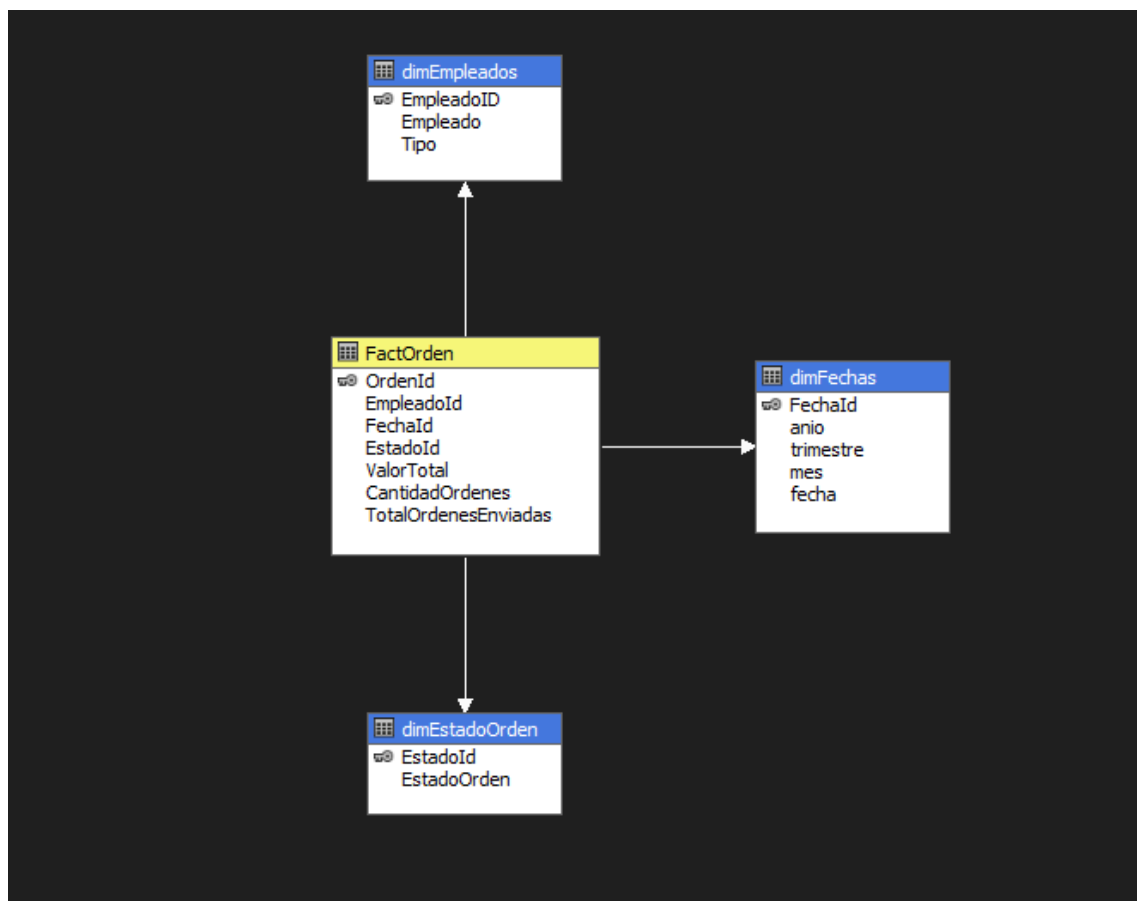 dimEmpleados
EmpleadoID
Empleado
Tipo
FactOrden
OrdenId
EmpleadoId
FechaId
EstadoId
ValorTotal
CantidadOrdenes
TotalOrdenesEnviadas
dimFechas
FechaId
anio
trimestre
mes
fecha
dimEstadoOrden
EstadoId
EstadoOrden